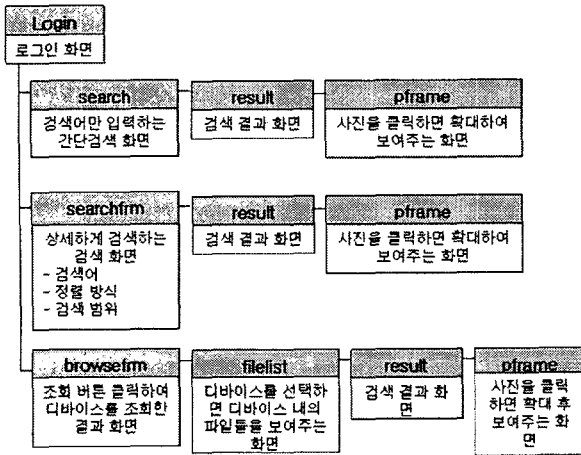 Login
로그인 화면
search
검색어만 입력하는
간단검색 화면
result
검색 결과 화면
pframe
사진을 클릭하면 확대하여
보여주는 화면
searchfrm
상세하게 검색하는
검색 화면
- 검색어
- 정렬 방식
- 검색 범위
result
검색 결과 화면
pframe
사진을 클릭하면 확대하여
보여주는 화면
browsefrm
조회 버튼 클릭하여
디바이스를 조회한
결과 화면
filelist
디바이스를 선택하
면 디바이스 내의
파일들을 보여주는
화면
result
검색 결과 화
면
pframe
사진을 클릭
하면 확대 후
보여주는 화
면